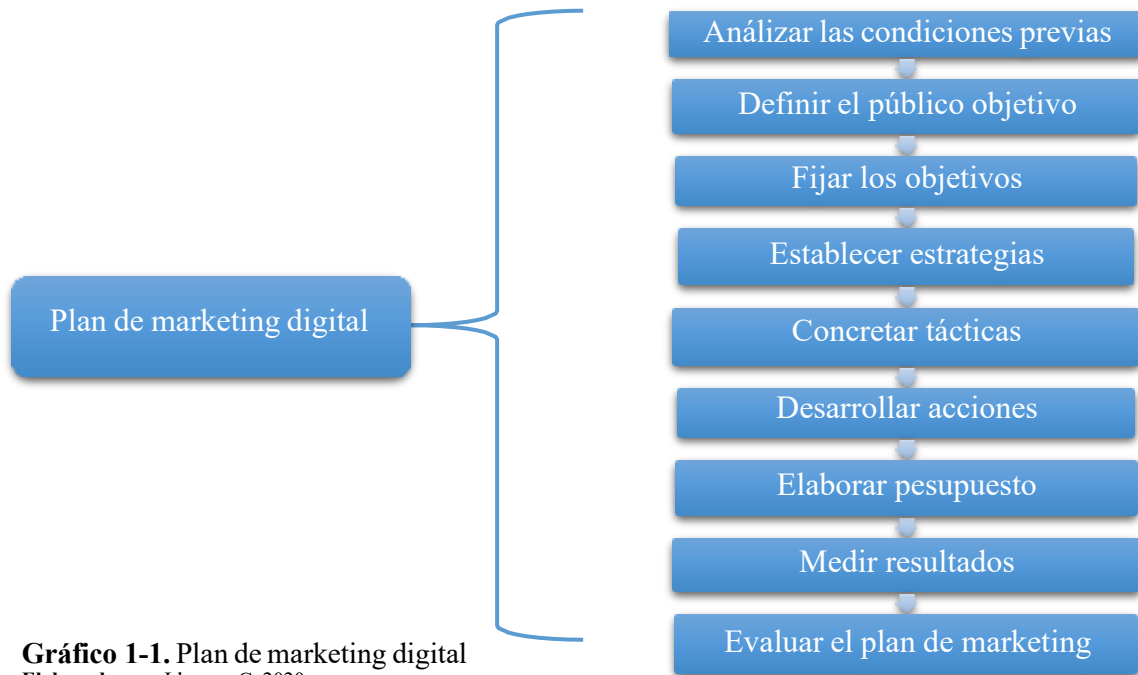 Análizar las condiciones previas
Definir el público objetivo
Fijar los objetivos
Establecer estrategias
Plan de marketing digital
Concretar tácticas
Desarrollar acciones
Elaborar pesupuesto
Medir resultados
Evaluar el plan de marketing
Gráfico 1-1. Plan de marketing digital